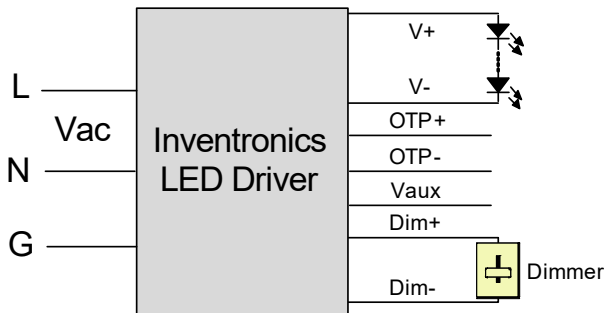 L
Vac
N
G
Inventronics
LED Driver
V+
V-
OTP+
OTP-
Vaux
Dim+
Dim-
Dimmer